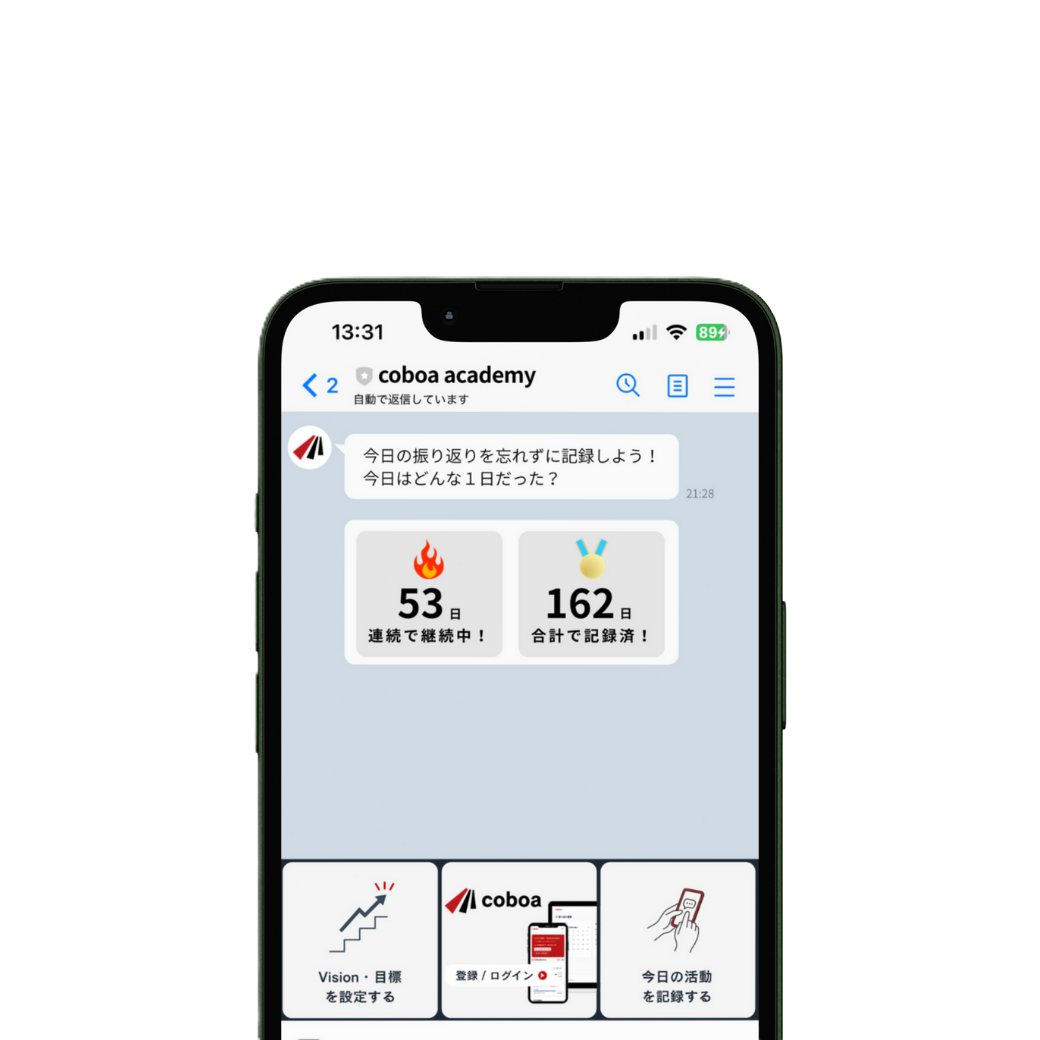 13:31
89
2
coboa academy
自動で返信しています
今日の振り返りを忘れずに記録しよう！
今日はどんな１日だった？
21:28
53日
連続で継続中！
162日
合計で記録済！
Vision・目標
を設定する
coboa
登録 / ログイン
今日の活動
を記録する